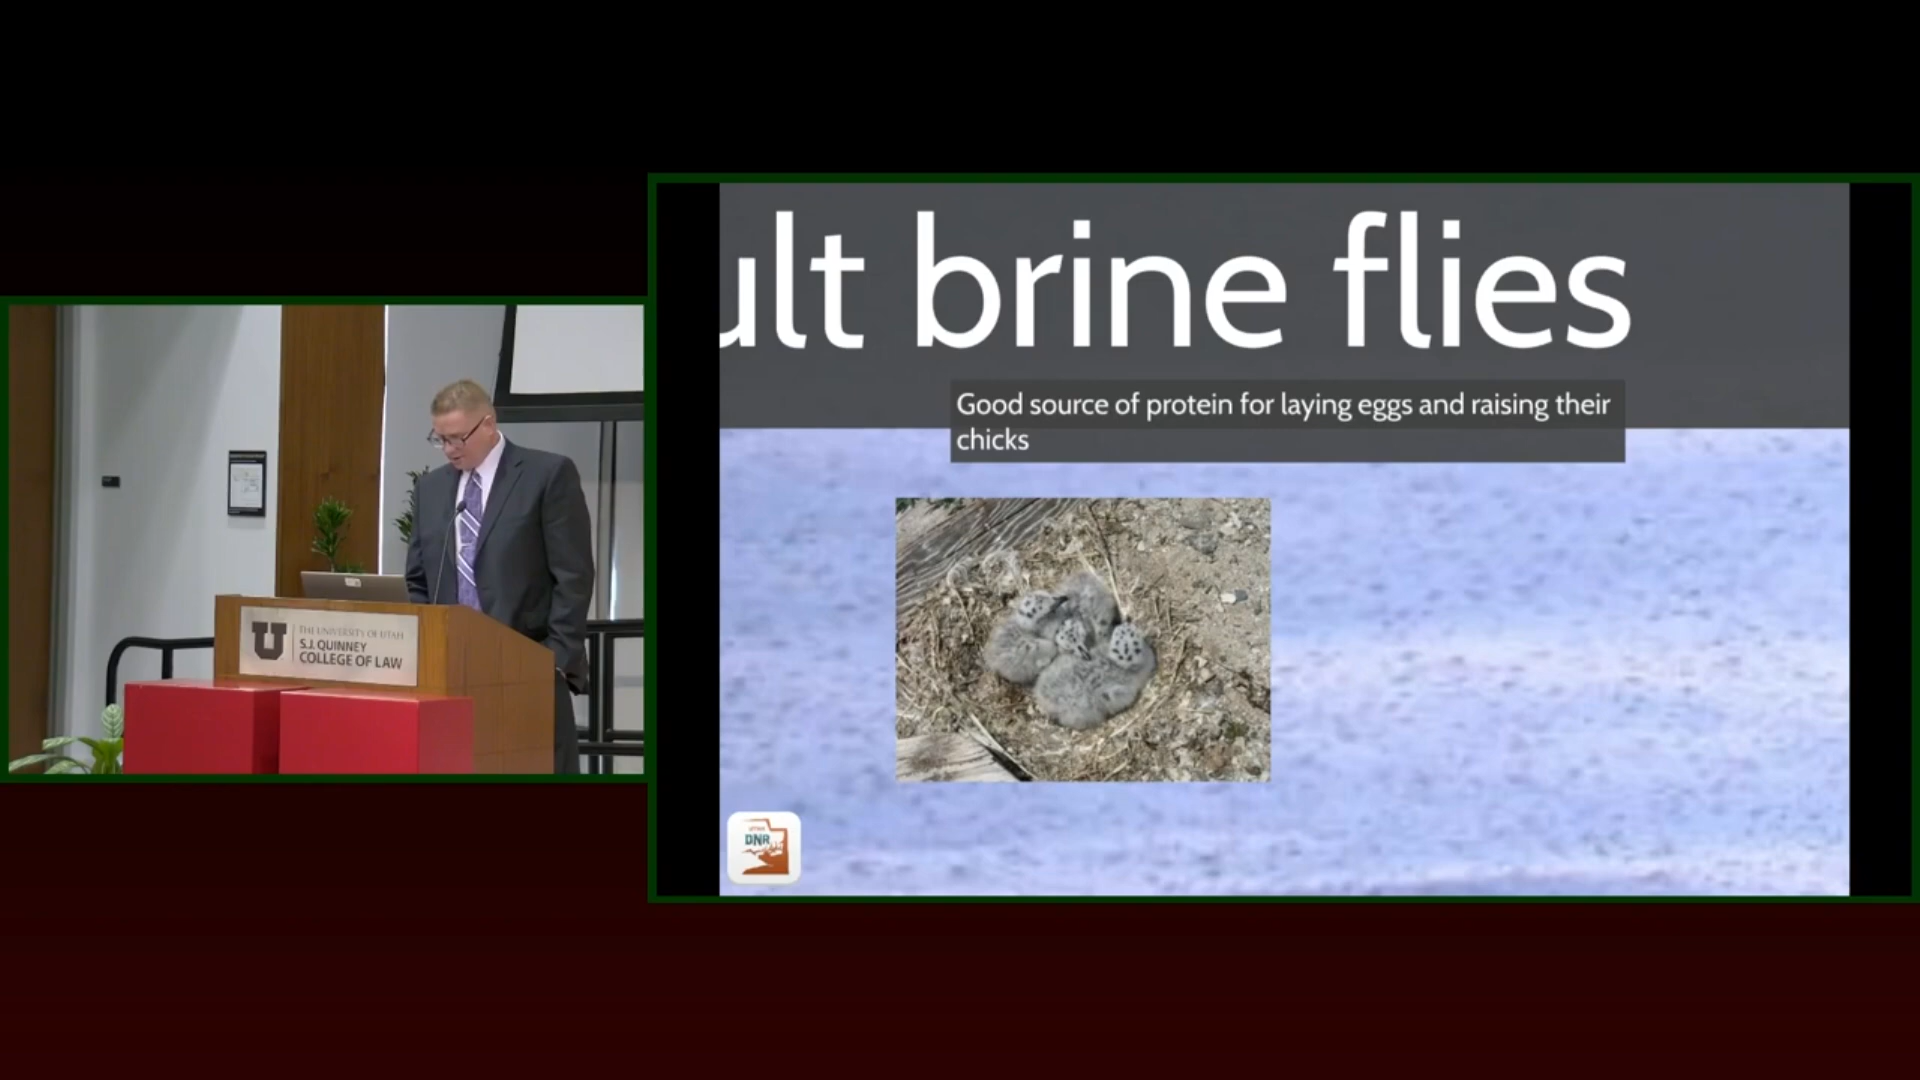 ult brine flies
Good source of protein for laying eggs and raising their
chicks
DNR
U
THE UNIVERSITY OF UTAH
S.J. QUINNEY
COLLEGE OF LAW